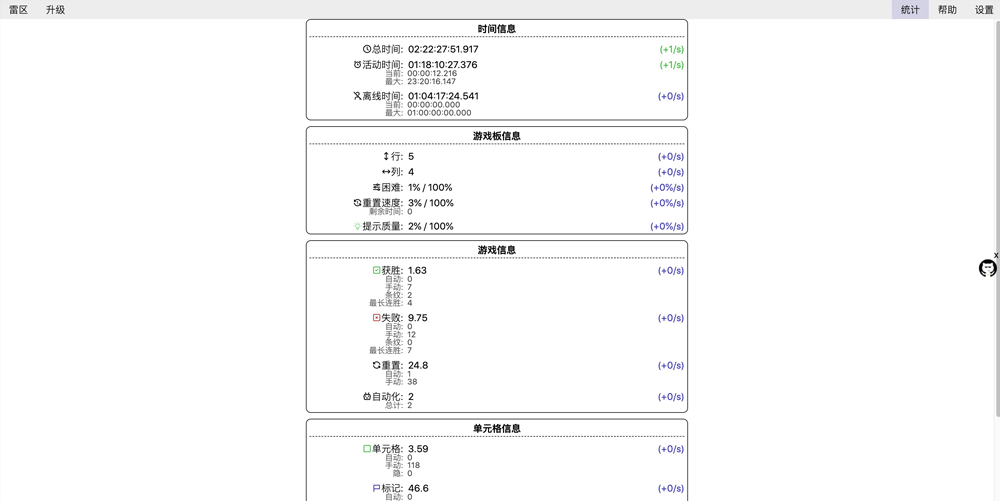 雷区 升级 统计 帮助 设置
时间信息
总时间: 02:22:27:51.917 (+1/s)
活动时间: 01:18:10:27.376 (+1/s)
当前: 00:00:12.216
最大: 23:20:16.147
离线时间: 01:04:17:24.541 (+0/s)
当前: 00:00:00.000
最大: 01:00:00:00.000
游戏板信息
行: 5 (+0/s)
列: 4 (+0/s)
困难: 1% / 100% (+0%/s)
重置速度: 3% / 100% (+0%/s)
剩余时间: 0
提示质量: 2% / 100% (+0%/s)
游戏信息
获胜: 1.63 (+0/s)
自动: 0
手动: 7
条纹: 2
最长连胜: 4
失败: 9.75 (+0/s)
自动: 0
手动: 12
条纹: 0
最长连胜: 7
重置: 24.8 (+0/s)
自动: 1
手动: 38
自动化: 2 (+0/s)
总计: 2
单元格信息
单元格: 3.59 (+0/s)
自动: 0
手动: 118
隐: 0
标记: 46.6 (+0/s)
自动: 0
x